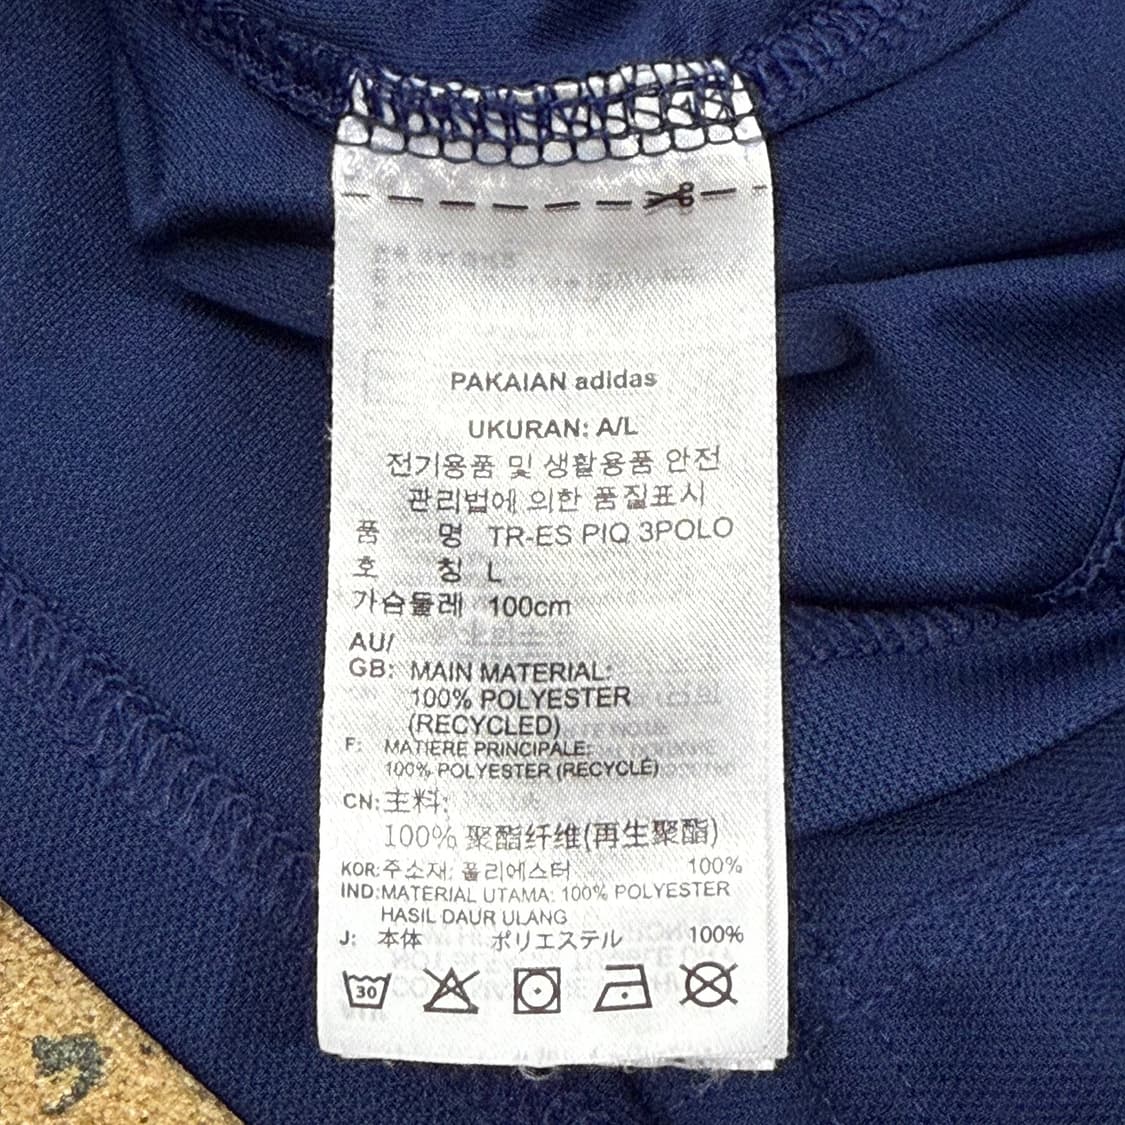 PAKAIAN adidas
UKURAN: A/L
전기용품 및 생활용품 안전
관리법에 의한 품질표시
품 명 TR-ES PIQ 3POLO
호 칭 L
가슴둘레 100cm
AU/
GB: MAIN MATERIAL:
100% POLYESTER
(RECYCLED)
F: MATIERE PRINCIPALE:
100% POLYESTER (RECYCLÉ)
CN: 主料:
100% 聚酯纤维(再生聚酯)
KOR: 주소재: 폴리에스터 100%
IND: MATERIAL UTAMA: 100% POLYESTER
HASIL DAUR ULANG
J: 本体 ポリエステル 100%
30